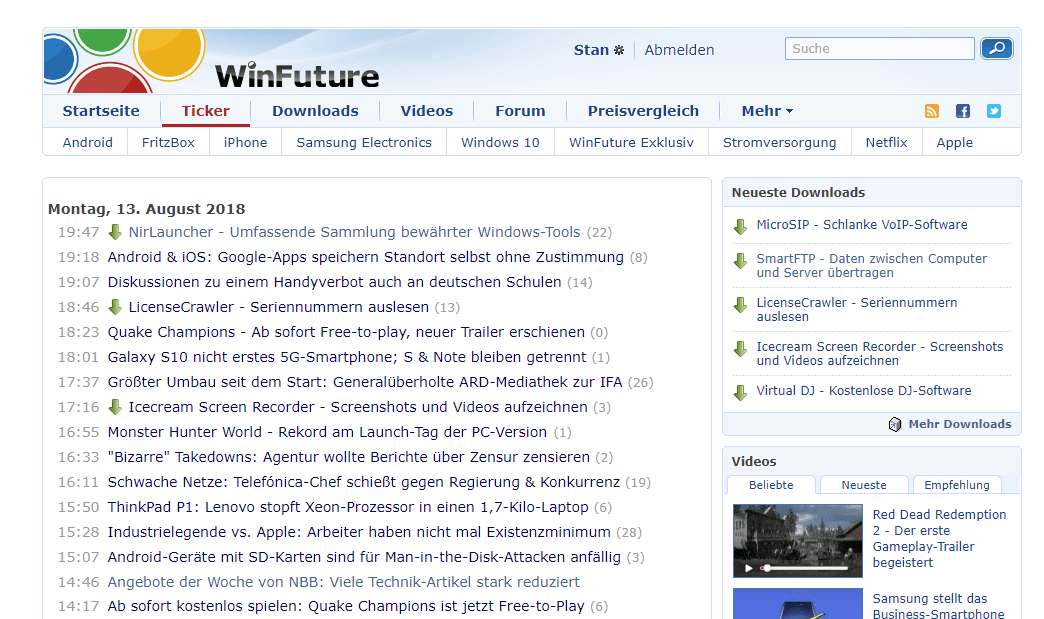 Stan
Abmelden
Suche
WinFuture
Startseite
Ticker
Downloads
Videos
Forum
Preisvergleich
Mehr
Android
FritzBox
iPhone
Samsung Electronics
Windows 10
WinFuture Exklusiv
Stromversorgung
Netflix
Apple
Montag, 13. August 2018
19:47 NirLauncher - Umfassende Sammlung bewährter Windows-Tools (22)
19:18 Android & iOS: Google-Apps speichern Standort selbst ohne Zustimmung (8)
19:07 Diskussionen zu einem Handyverbot auch an deutschen Schulen (14)
18:46 LicenseCrawler - Seriennummern auslesen (13)
18:23 Quake Champions - Ab sofort Free-to-play, neuer Trailer erschienen (0)
18:01 Galaxy S10 nicht erstes 5G-Smartphone; S & Note bleiben getrennt (1)
17:37 Größter Umbau seit dem Start: Generalüberholte ARD-Mediathek zur IFA (26)
17:16 Icecream Screen Recorder - Screenshots und Videos aufzeichnen (3)
16:55 Monster Hunter World - Rekord am Launch-Tag der PC-Version (1)
16:33 "Bizarre" Takedowns: Agentur wollte Berichte über Zensur zensieren (2)
16:11 Schwache Netze: Telefónica-Chef schießt gegen Regierung & Konkurrenz (19)
15:50 ThinkPad P1: Lenovo stopft Xeon-Prozessor in einen 1,7-Kilo-Laptop (6)
15:28 Industrielegende vs. Apple: Arbeiter haben nicht mal Existenzminimum (28)
15:07 Android-Geräte mit SD-Karten sind für Man-in-the-Disk-Attacken anfällig (3)
14:46 Angebote der Woche von NBB: Viele Technik-Artikel stark reduziert
14:17 Ab sofort kostenlos spielen: Quake Champions ist jetzt Free-to-Play (6)
Neueste Downloads
MicroSIP - Schlanke VoIP-Software
SmartFTP - Daten zwischen Computer
und Server übertragen
LicenseCrawler - Seriennummern
auslesen
Icecream Screen Recorder - Screenshots
und Videos aufzeichnen
Virtual DJ - Kostenlose DJ-Software
Mehr Downloads
Videos
Beliebte
Neueste
Empfehlung
Red Dead Redemption
2 - Der erste
Gameplay-Trailer
begeistert
Samsung stellt das
Business-Smartphone